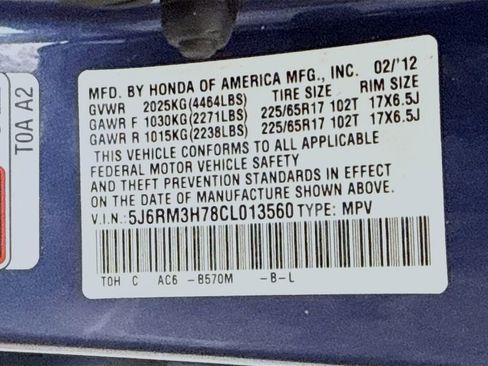 MFD. BY HONDA OF AMERICA MFG., INC. 02/'12
GVWR 2025KG(4464LBS) TIRE SIZE RIM SIZE
GAWR F 1030KG(2271LBS) 225/65R17 102T 17X6.5J
GAWR R 1015KG(2238LBS) 225/65R17 102T 17X6.5J
THIS VEHICLE CONFORMS TO ALL APPLICABLE
FEDERAL MOTOR VEHICLE SAFETY
AND THEFT PREVENTION STANDARDS IN EFFECT
ON THE DATE OF MANUFACTURE SHOWN ABOVE.
V.I.N.: 5J6RM3H78CL013560 TYPE: MPV
TOH C AC6 -B570M -B-L
TOA A2